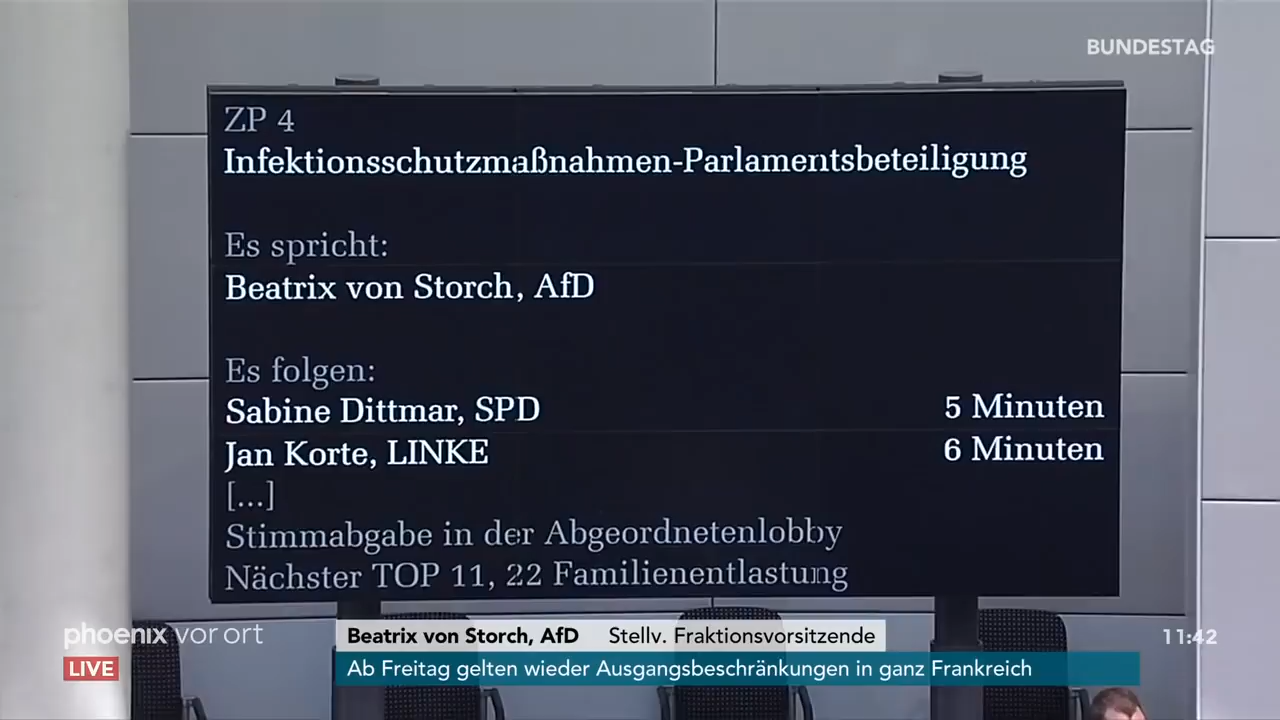 BUNDESTAG
ZP 4
Infektionsschutzmaßnahmen-Parlamentsbeteiligung
Es spricht:
Beatrix von Storch, AfD
Es folgen:
Sabine Dittmar, SPD 5 Minuten
Jan Korte, LINKE 6 Minuten
[...]
Stimmabgabe in der Abgeordnetenlobby
Nächster TOP 11, 22 Familienentlastung
phoenix vor ort
Beatrix von Storch, AfD Stellv. Fraktionsvorsitzende
11:42
LIVE
Ab Freitag gelten wieder Ausgangsbeschränkungen in ganz Frankreich